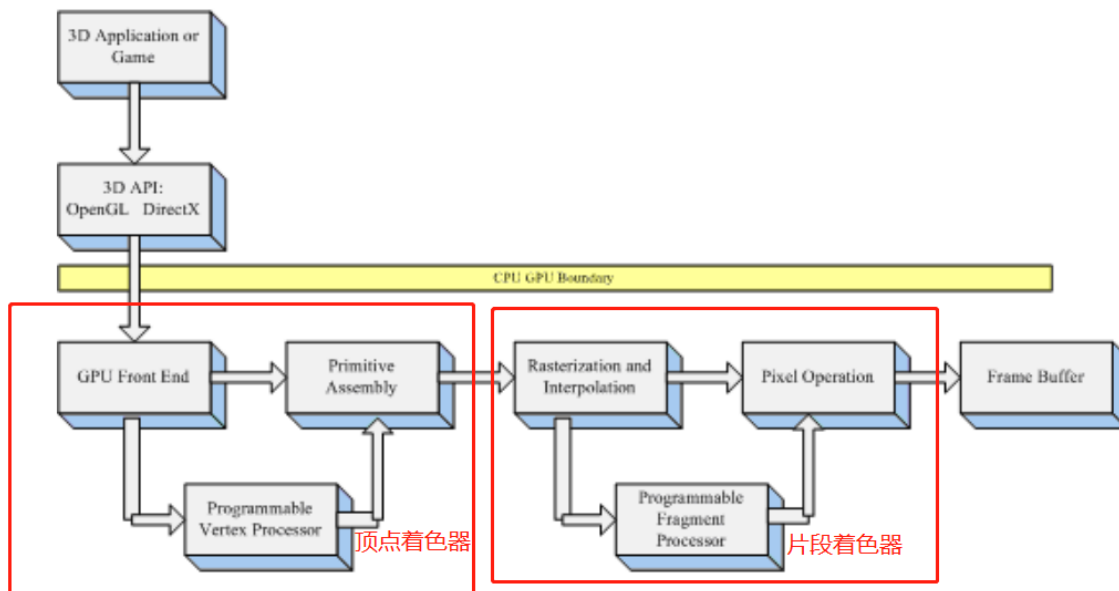 3D Application or
Game
3D API:
OpenGL DirectX
CPU GPU Boundary
GPU Front End
Primitive
Assembly
Rasterization and
Interpolation
Pixel Operation
Frame Buffer
Programmable
Vertex Processor
顶点着色器
Programmable
Fragment
Processor
片段着色器